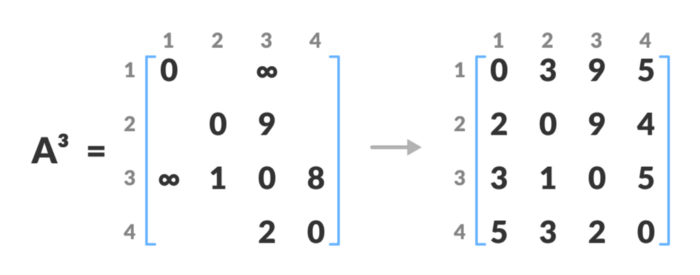 1 2 3 4 1 2 3 4
1 0 ∞ 1 0 3 9 5
2 0 9 2 2 0 9 4
A³ =
3 ∞ 1 0 8 3 3 1 0 5
4 2 0 4 5 3 2 0